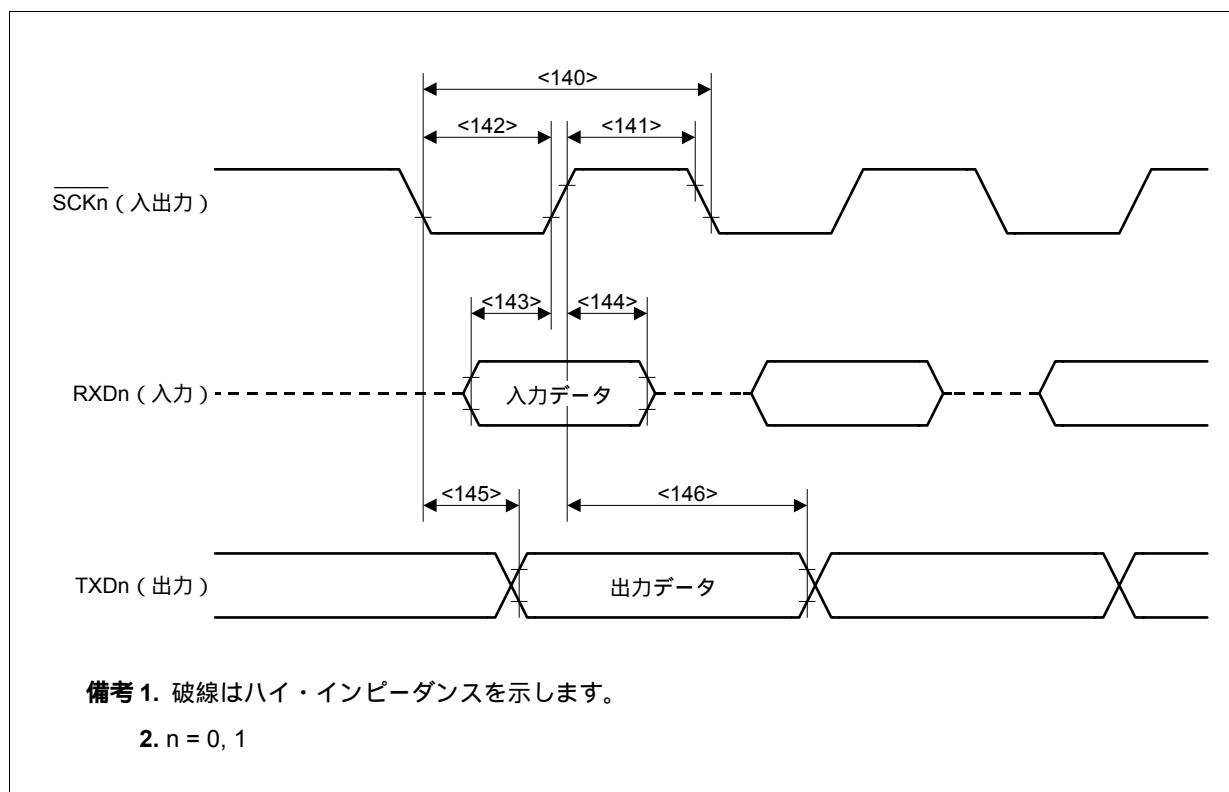 <140>
<142>
<141>
SCKn（入出力）
<143>
<144>
RXDn（入力）
入力データ
<145>
<146>
TXDn（出力）
出力データ
備考 1. 破線はハイ・インピーダンスを示します。
2. n = 0, 1